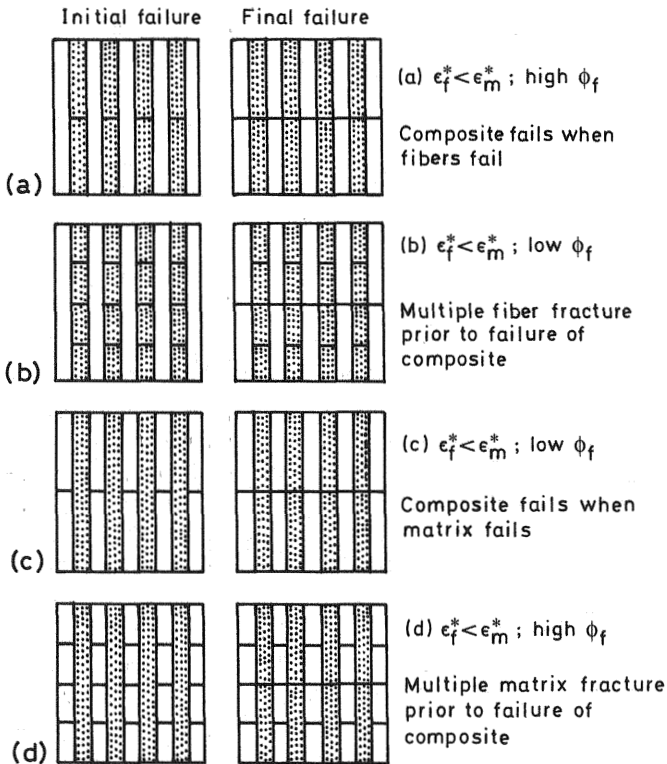 Initial failure Final failure
(a) ϵ*f<ϵ*m ; high ϕf
Composite fails when
fibers fail
(a)
(b) ϵ*f<ϵ*m ; low ϕf
Multiple fiber fracture
prior to failure of
composite
(b)
(c) ϵ*f<ϵ*m ; low ϕf
Composite fails when
matrix fails
(c)
(d) ϵ*f<ϵ*m ; high ϕf
Multiple matrix fracture
prior to failure of
composite
(d)